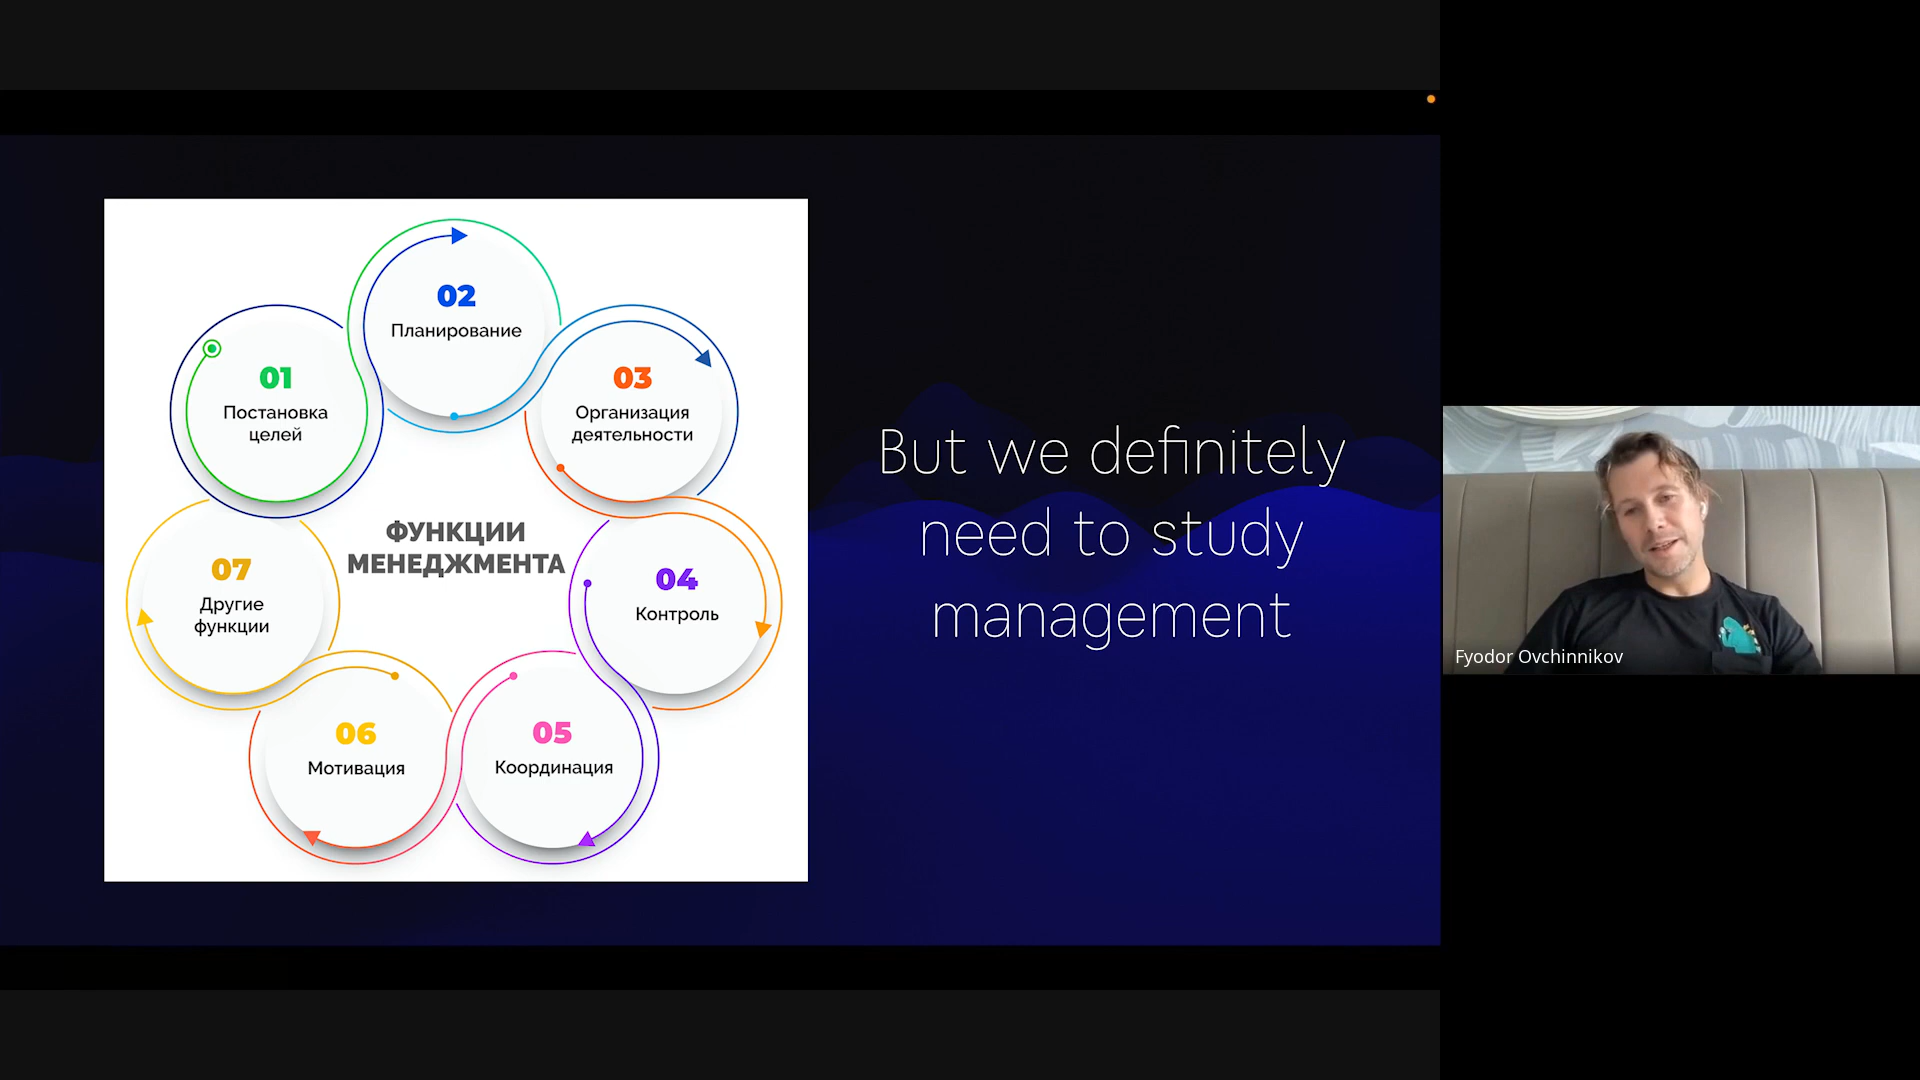 02
Планирование
01
Постановка
целей
03
Организация
деятельности
ФУНКЦИИ
МЕНЕДЖМЕНТА
07
Другие
функции
04
Контроль
06
Мотивация
05
Координация
But we definitely
need to study
management
Fyodor Ovchinnikov